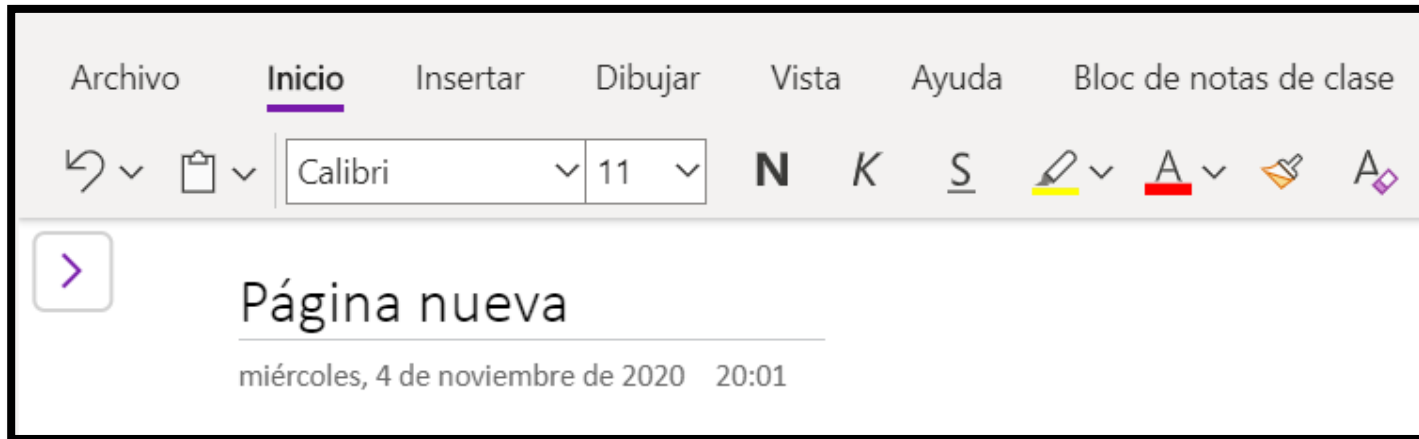 Archivo Inicio Insertar Dibujar Vista Ayuda Bloc de notas de clase
Calibri 11 N K S A A
Página nueva
miércoles, 4 de noviembre de 2020 20:01